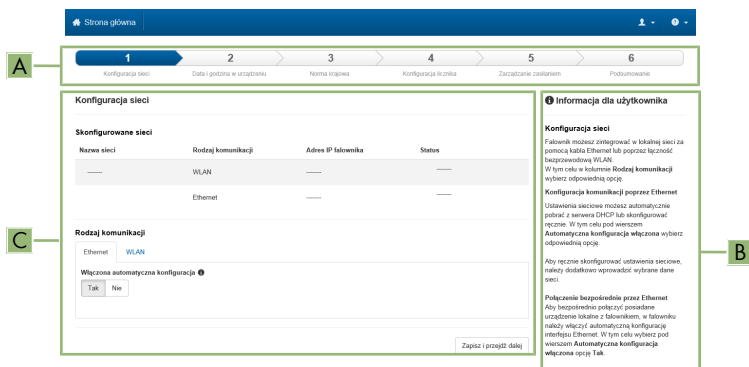 Strona główna
A
1 2 3 4 5 6
Konfiguracja sieci Data i godzina w urządzeniu Norma krajowa Konfiguracja licznika Zarządzanie zasilaniem Podsumowanie
C
Konfiguracja sieci
Skonfigurowane sieci
Nazwa sieci Rodzaj komunikacji Adres IP falownika Status
WLAN
Ethernet
Rodzaj komunikacji
Ethernet WLAN
Włączona automatyczna konfiguracja
Tak Nie
Zapisz i przejdź dalej
B
Informacja dla użytkownika
Konfiguracja sieci
Falownik możesz zintegrować w lokalnej sieci za
pomocą kabla Ethernet lub poprzez łączność
bezprzewodową WLAN.
W tym celu w kolumnie Rodzaj komunikacji
wybierz odpowiednią opcję.
Konfiguracja komunikacji poprzez Ethernet
Ustawienia sieciowe możesz automatycznie
pobrać z serwera DHCP lub skonfigurować
ręcznie. W tym celu pod wierszem
Automatyczna konfiguracja włączona wybierz
odpowiednią opcję.
Aby ręcznie skonfigurować ustawienia sieciowe,
należy dodatkowo wprowadzić wybrane dane
sieci.
Połączenie bezpośrednie przez Ethernet
Aby bezpośrednio połączyć posiadane
urządzenie lokalne z falownikiem, w falowniku
należy włączyć automatyczną konfigurację
interfejsu Ethernet. W tym celu wybierz pod
wierszem Automatyczna konfiguracja
włączona opcję Tak.